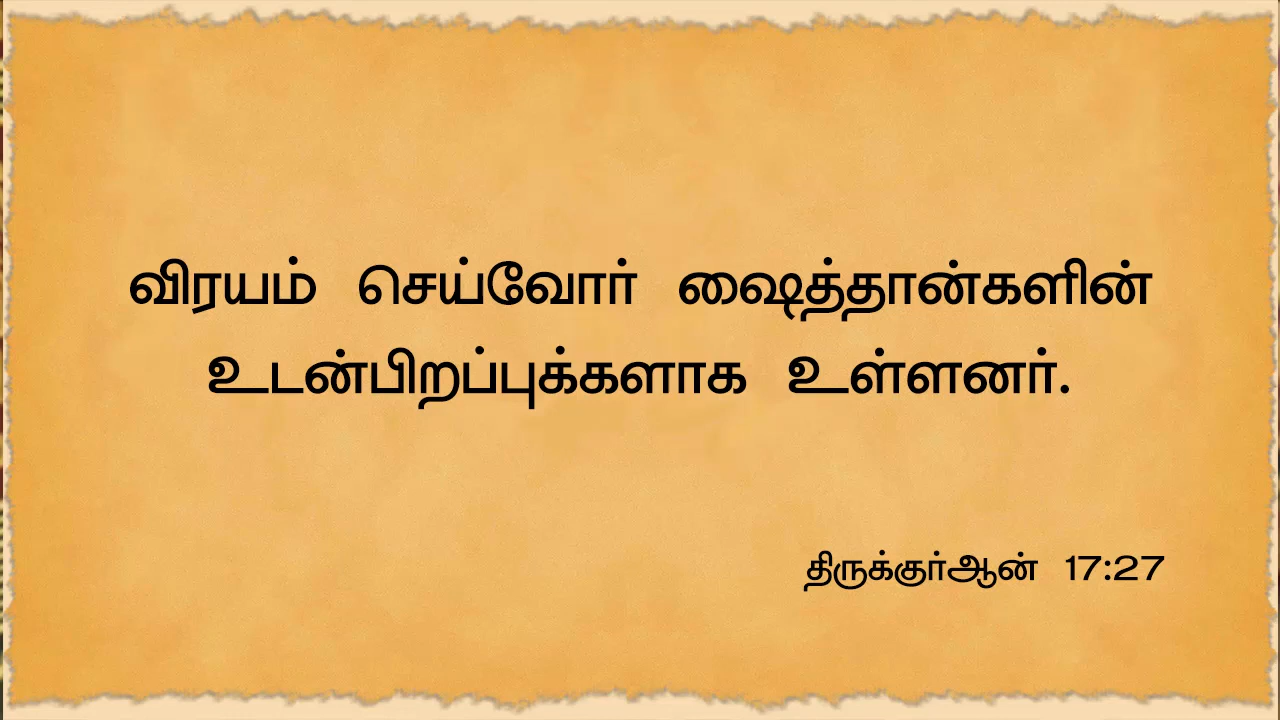 விரயம் செய்வோர் ஷைத்தான்களின்
உடன்பிறப்புக்களாக உள்ளனர்.
திருக்குர்ஆன் 17:27